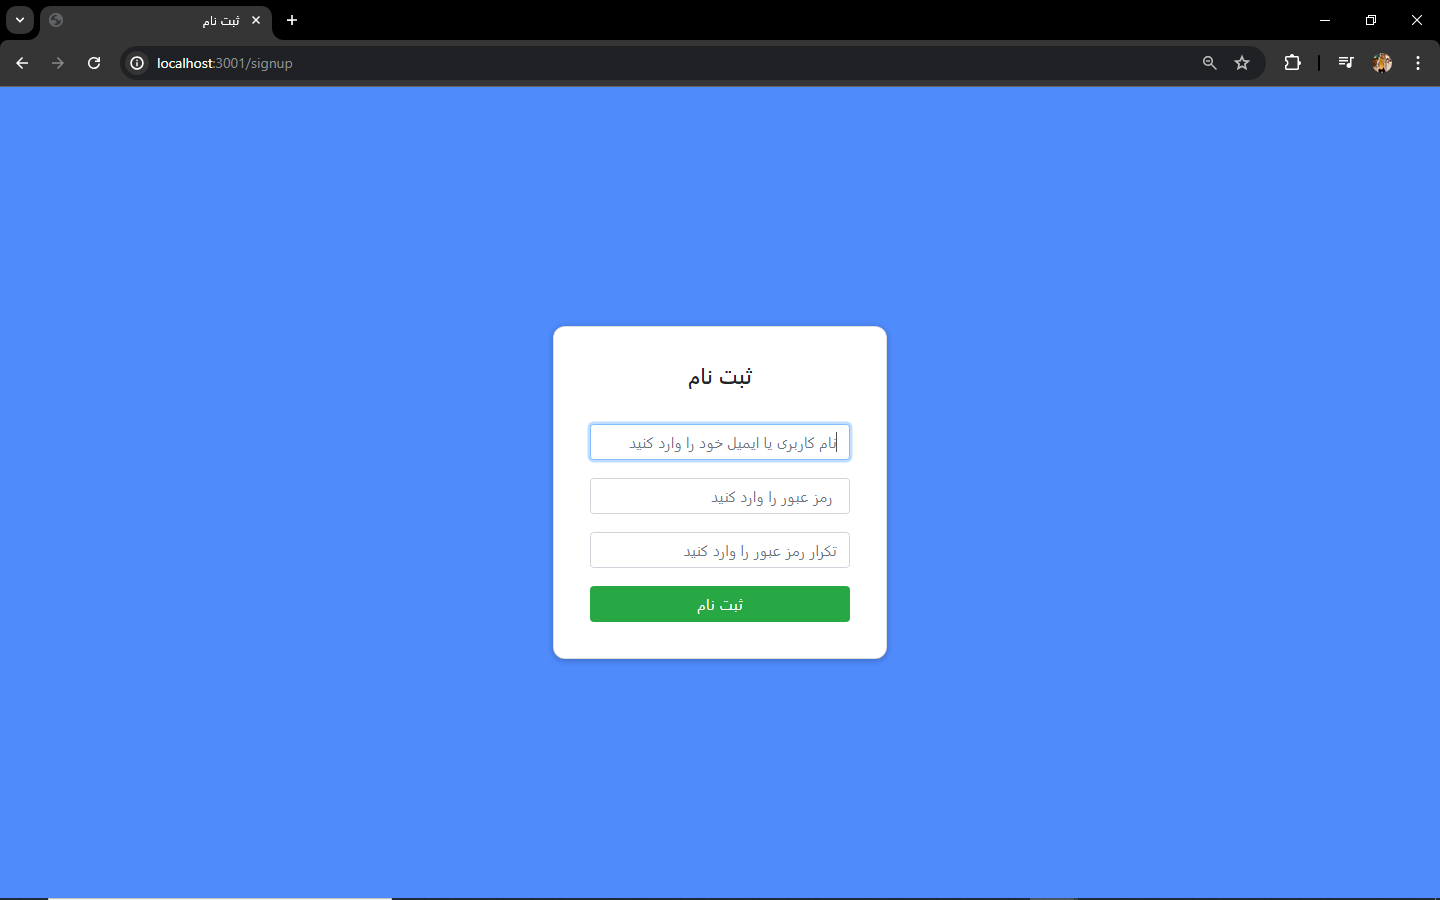 ثبت نام
localhost:3001/signup
ثبت نام
نام کاربری یا ایمیل خود را وارد کنید
رمز عبور را وارد کنید
تکرار رمز عبور را وارد کنید
ثبت نام